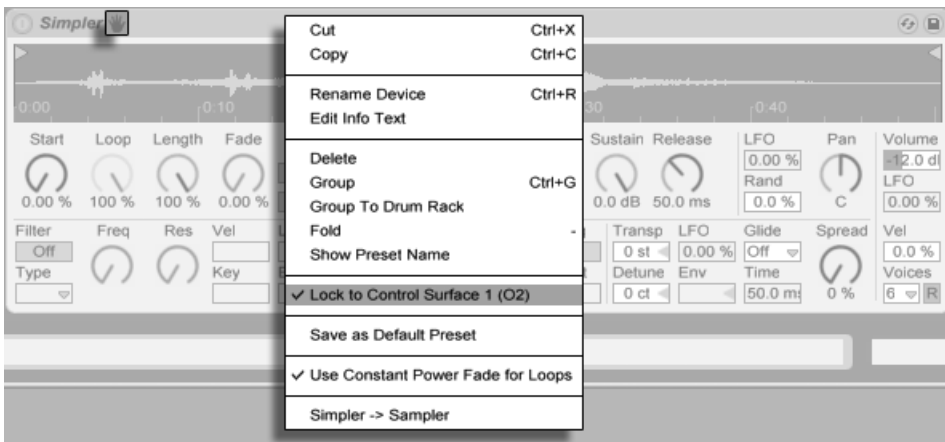 Simpler
Cut Ctrl+X
Copy Ctrl+C
Rename Device Ctrl+R
Edit Info Text
Delete
Group Ctrl+G
Group To Drum Rack
Fold -
Show Preset Name
✓ Lock to Control Surface 1 (O2)
Save as Default Preset
✓ Use Constant Power Fade for Loops
Simpler -> Sampler
0:00 0:10 30 0:40
Start Loop Length Fade
0.00 % 100 % 100 % 0.00 %
Filter Freq Res Vel
Off
Type Key
Sustain Release LFO Pan Volume
0.00 % -12.0 dB
Rand LFO
0.0 dB 50.0 ms 0.0 % C 0.00 %
Transp LFO Glide Spread Vel
0 st 0.00 % Off 0.0 %
Detune Env Time Voices
0 ct 50.0 ms 0 % 6 R